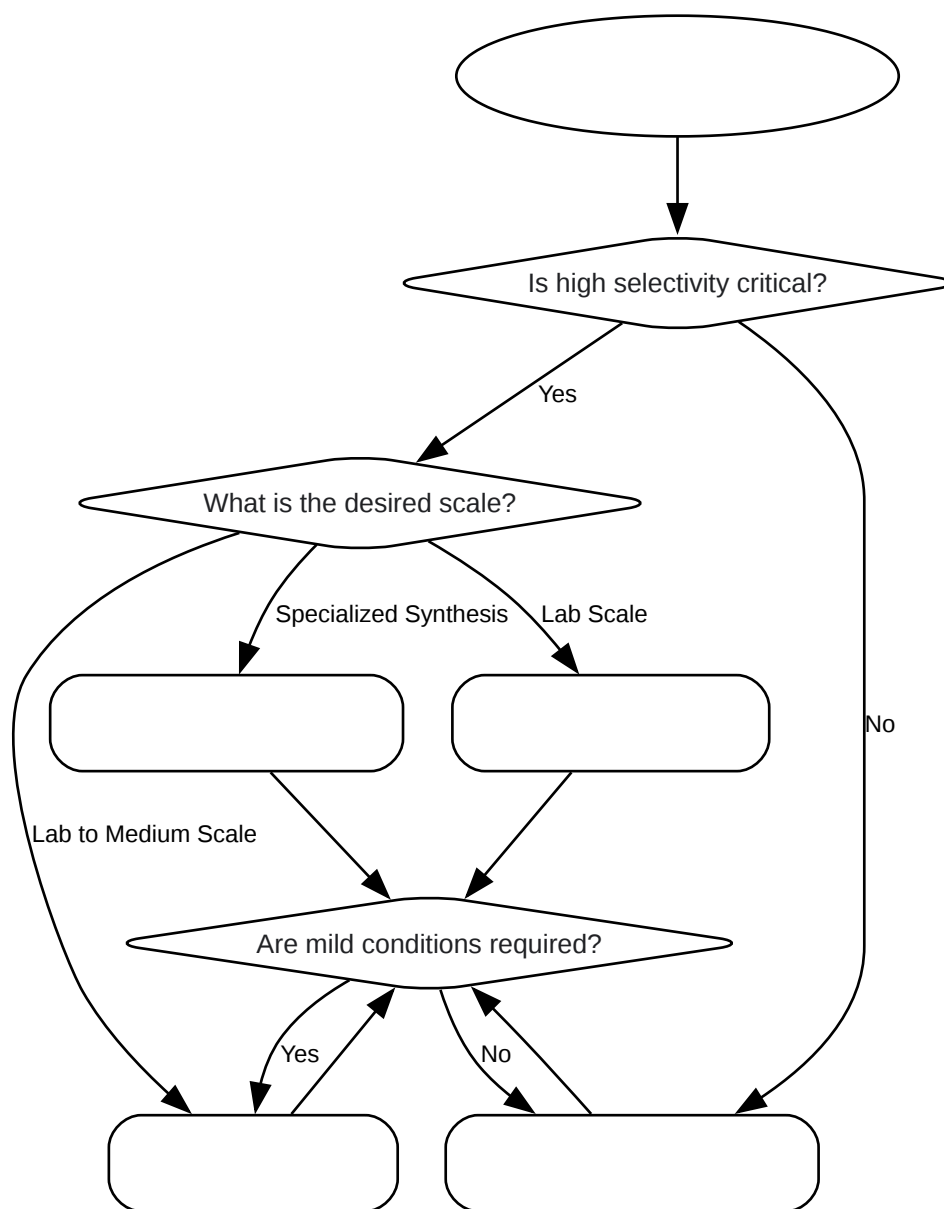 Is high selectivity critical?
Yes
What is the desired scale?
Specialized Synthesis
Lab Scale
No
Lab to Medium Scale
Are mild conditions required?
Yes
No